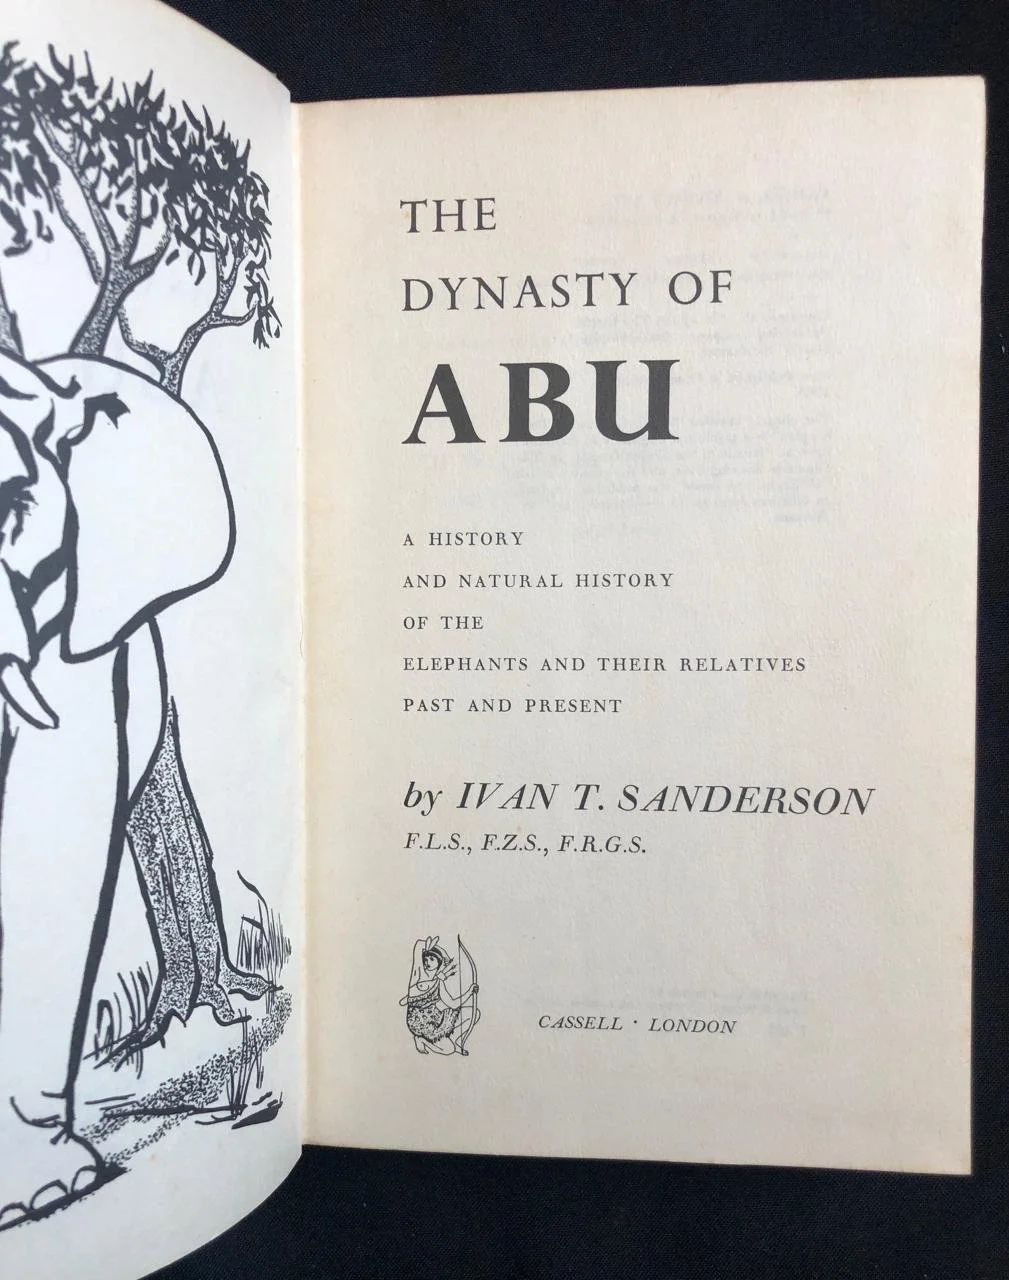 THE
DYNASTY OF
ABU
A HISTORY
AND NATURAL HISTORY
OF THE
ELEPHANTS AND THEIR RELATIVES
PAST AND PRESENT
by IVAN T. SANDERSON
F.L.S., F.Z.S., F.R.G.S.
CASSELL · LONDON